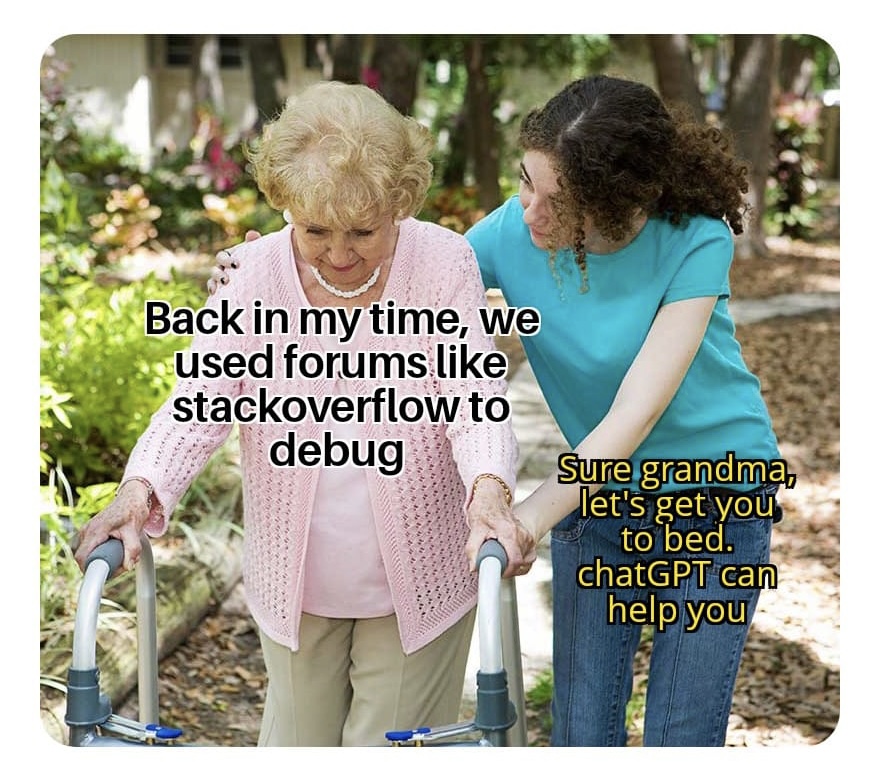 Back in my time, we
used forums like
stackoverflow to
debug
Sure grandma,
let's get you
to bed.
chatGPT can
help you